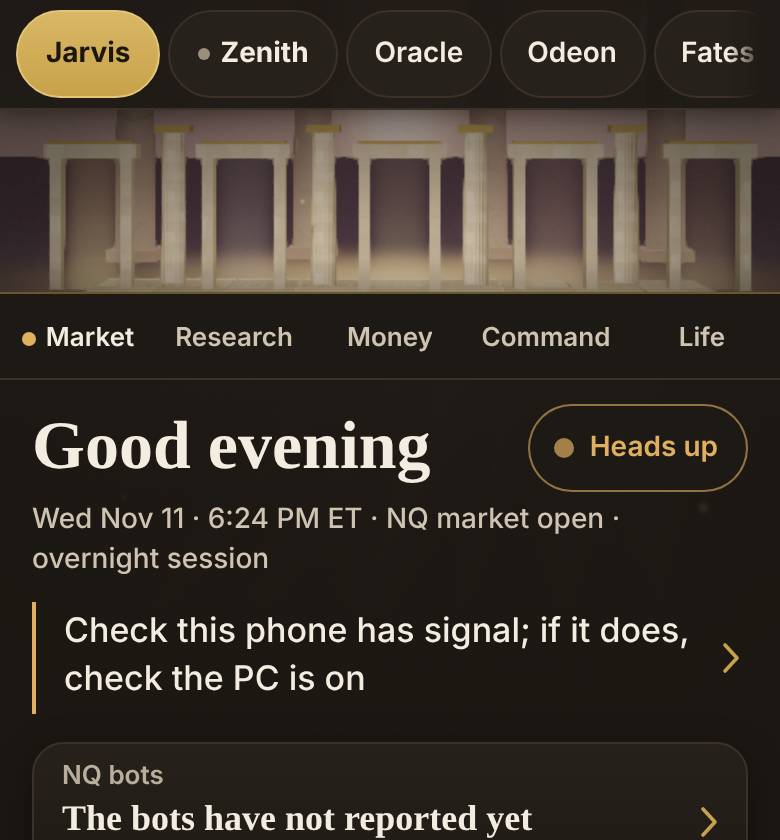 Jarvis Zenith Oracle Odeon Fates
Market Research Money Command Life
Good evening
Heads up
Wed Nov 11 · 6:24 PM ET · NQ market open ·
overnight session
Check this phone has signal; if it does,
check the PC is on
NQ bots
The bots have not reported yet